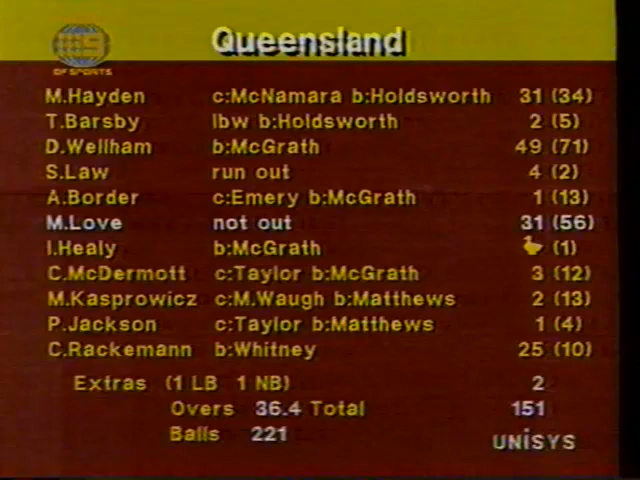 9
OF SPORTS
Queensland
M.Hayden c:McNamara b:Holdsworth 31 (34)
T.Barsby lbw b:Holdsworth 2 (5)
D.Wellham b:McGrath 49 (71)
S.Law run out 4 (2)
A.Border c:Emery b:McGrath 1 (13)
M.Love not out 31 (56)
I.Healy b:McGrath (1)
C.McDermott c:Taylor b:McGrath 3 (12)
M.Kasprowicz c:M.Waugh b:Matthews 2 (13)
P.Jackson c:Taylor b:Matthews 1 (4)
C.Rackemann b:Whitney 25 (10)
Extras (1 LB 1 NB) 2
Overs 36.4 Total 151
Balls 221
UNiSYS